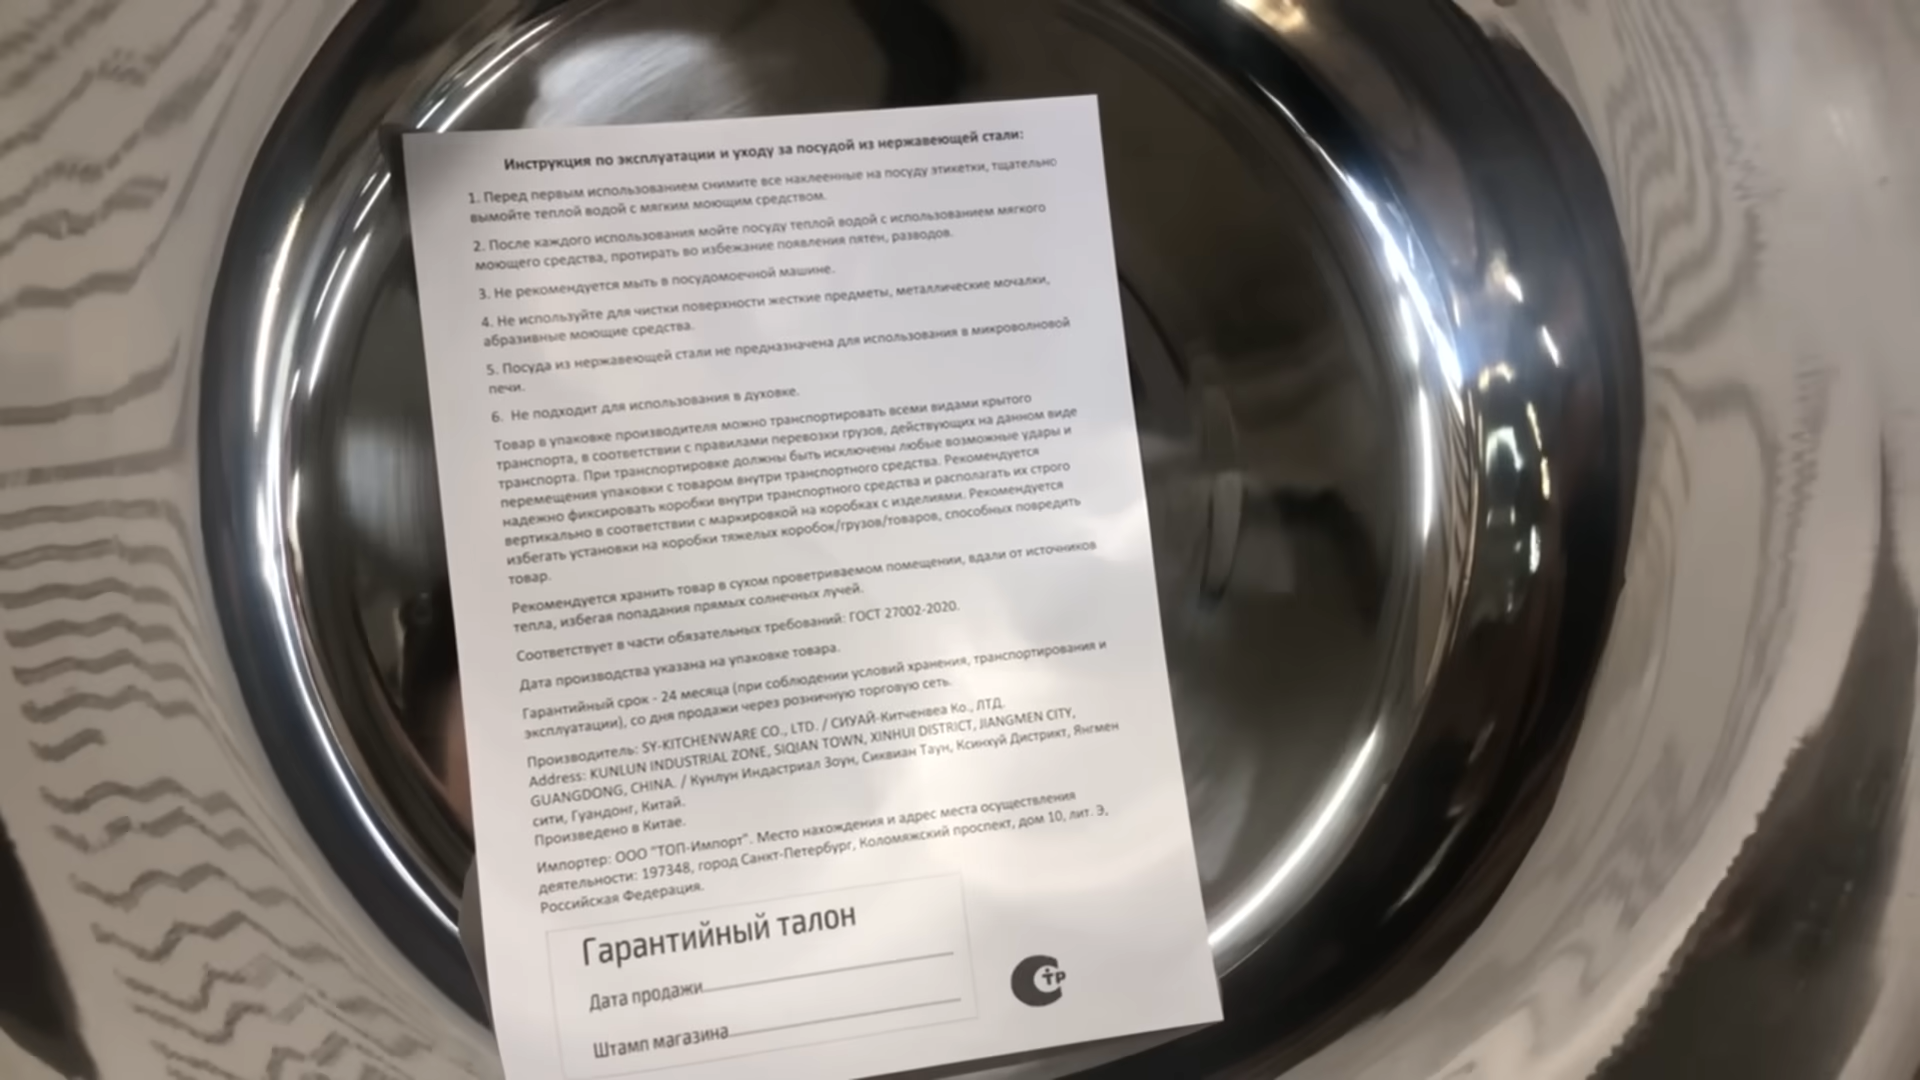 Инструкция по эксплуатации и уходу за посудой из нержавеющей стали:
1. Перед первым использованием снимите все наклеенные на посуду этикетки, тщательно
вымойте теплой водой с мягким моющим средством.
2. После каждого использования мойте посуду теплой водой с использованием мягкого
моющего средства, протирать во избежание появления пятен, разводов.
3. Не рекомендуется мыть в посудомоечной машине.
4. Не используйте для чистки поверхности жесткие предметы, металлические мочалки,
абразивные моющие средства.
5. Посуда из нержавеющей стали не предназначена для использования в микроволновой
печи.
6. Не подходит для использования в духовке.
Товар в упаковке производителя можно транспортировать всеми видами крытого
транспорта, в соответствии с правилами перевозки грузов, действующих на данном виде
транспорта. При транспортировке должны быть исключены любые возможные удары и
перемещения упаковки с товаром внутри транспортного средства. Рекомендуется
надежно фиксировать коробки внутри транспортного средства и располагать их строго
вертикально в соответствии с маркировкой на коробках с изделиями. Рекомендуется
избегать установки на коробки тяжелых коробок/грузов/товаров, способных повредить
товар.
Рекомендуется хранить товар в сухом проветриваемом помещении, вдали от источников
тепла, избегая попадания прямых солнечных лучей.
Соответствует в части обязательных требований: ГОСТ 27002-2020.
Дата производства указана на упаковке товара.
Гарантийный срок - 24 месяца (при соблюдении условий хранения, транспортирования и
эксплуатации), со дня продажи через розничную торговую сеть.
Производитель: SY-KITCHENWARE CO., LTD. / СИУАЙ-Китченвеа Ко., ЛТД.
Address: KUNLUN INDUSTRIAL ZONE, SIQIAN TOWN, XINHUI DISTRICT, JIANGMEN CITY,
GUANGDONG, CHINA. / Кунлун Индастриал Зоун, Сиквиан Таун, Ксинхуй Дистрикт, Янгмен
сити, Гуандонг, Китай.
Произведено в Китае.
Импортер: ООО "ТОП-Импорт". Место нахождения и адрес места осуществления
деятельности: 197348, город Санкт-Петербург, Коломяжский проспект, дом 10, лит. Э,
Российская Федерация.
Гарантийный талон
Дата продажи
Штамп магазина
СТР